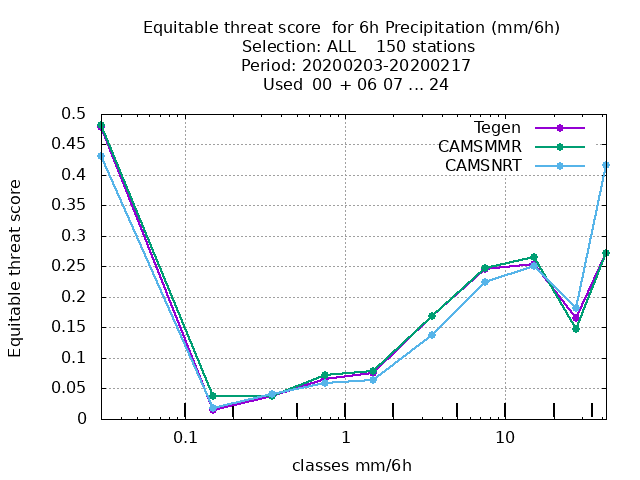 Equitable threat score  for 6h Precipitation (mm/6h)
Selection: ALL    150 stations
Period: 20200203-20200217
Used  00 + 06 07 ... 24
Tegen
CAMSMMR
CAMSNRT
0.5
0.45
0.4
0.35
0.3
0.25
0.2
0.15
0.1
0.05
0
Equitable threat score
0.1 1 10
classes mm/6h